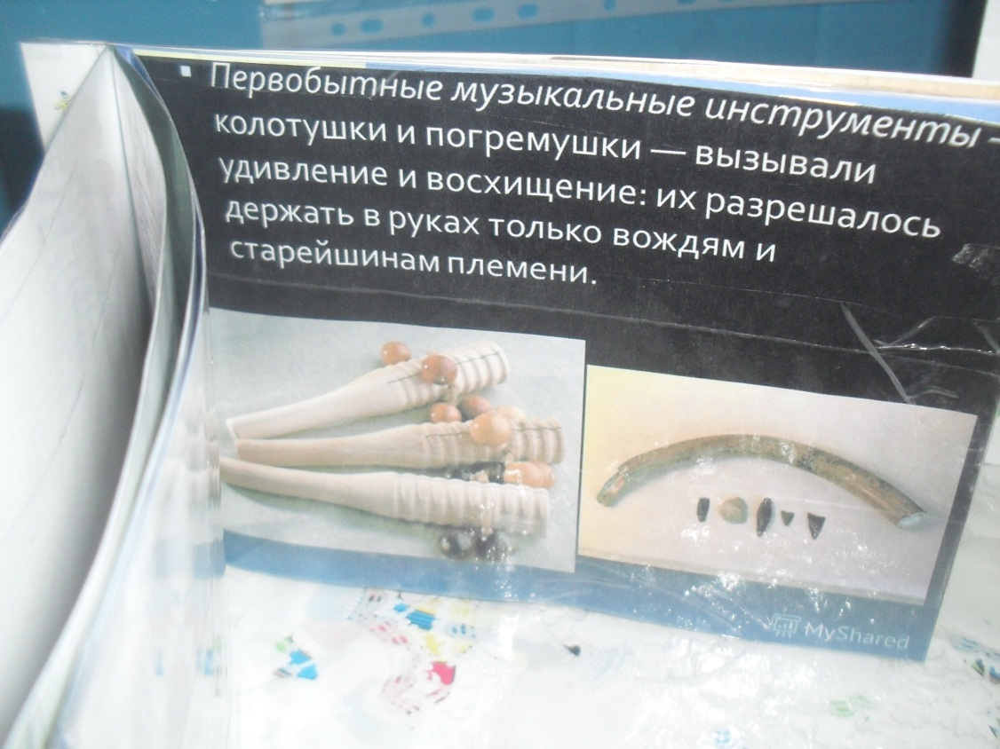 ▪ Первобытные музыкальные инструменты –
колотушки и погремушки — вызывали
удивление и восхищение: их разрешалось
держать в руках только вождям и
старейшинам племени.
MyShared